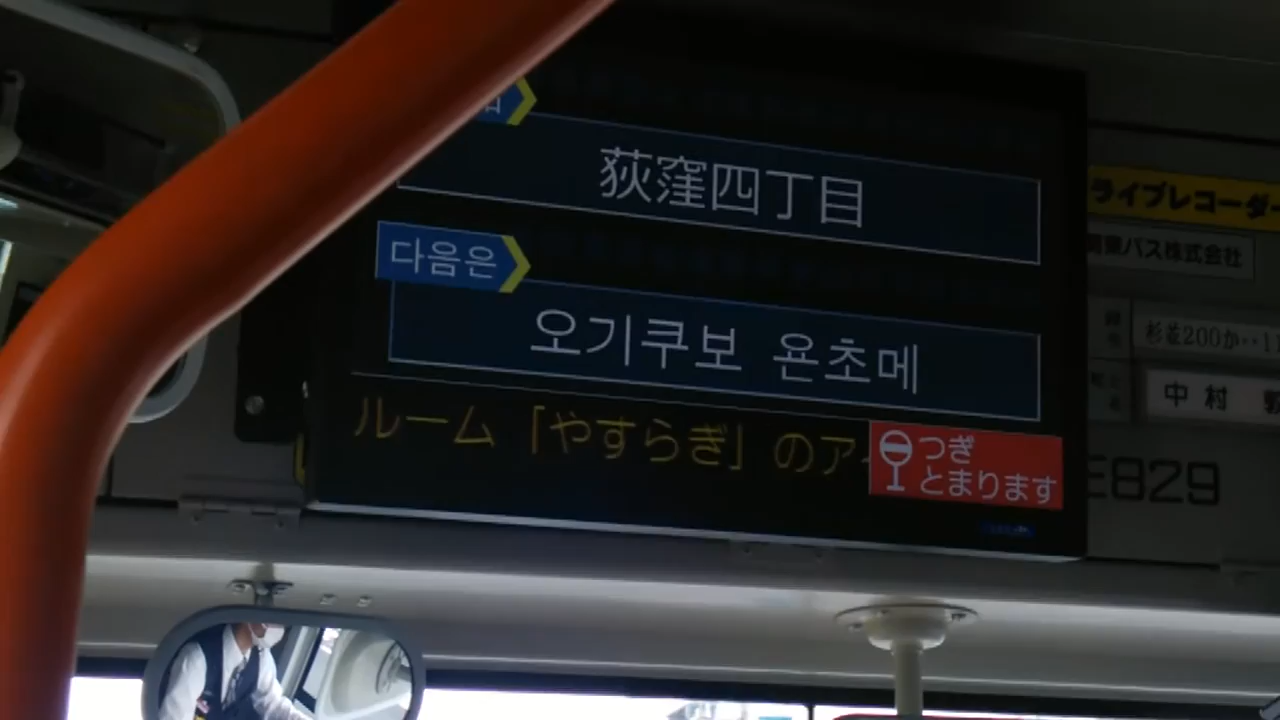 荻窪四丁目
다음은
오기쿠보 욘초메
ルーム「やすらぎ」のア
つぎ
とまります
ライブレコーダー
関東バス株式会社
杉並200か
中村
E829